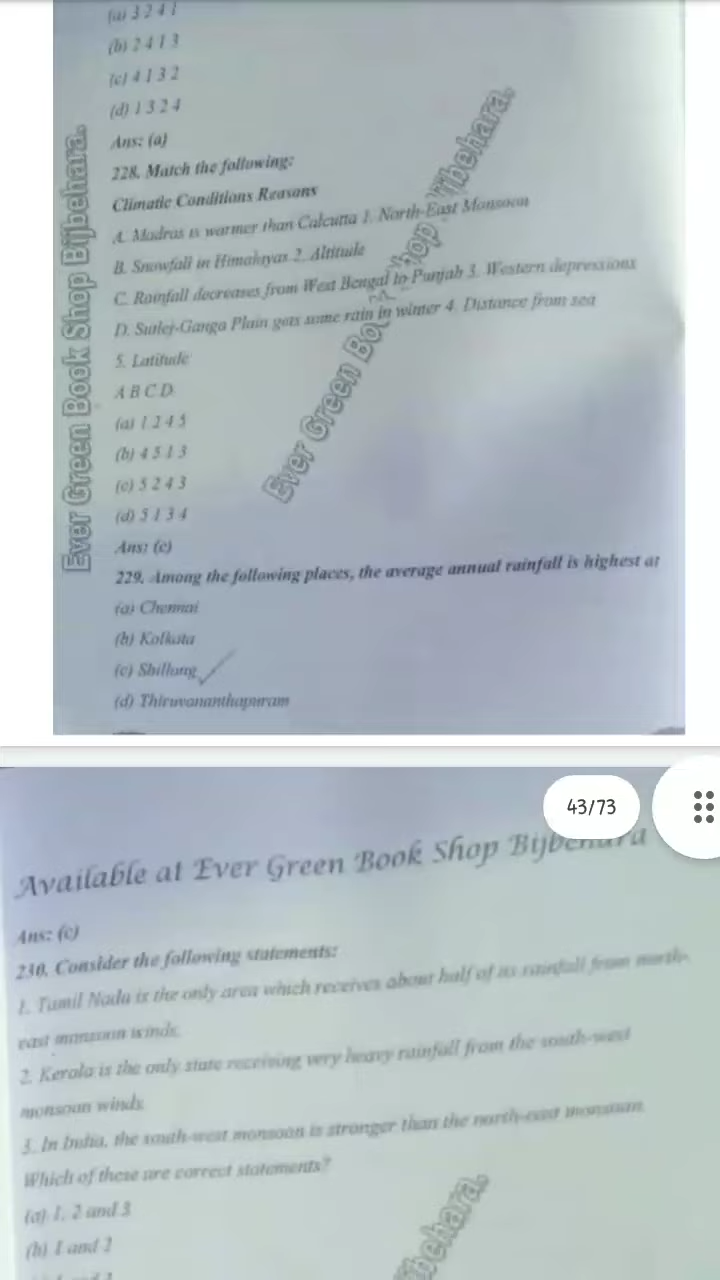 (a) 3 2 4 1
(b) 2 4 1 3
(c) 4 1 3 2
(d) 1 3 2 4
Ans: (a)
228. Match the following:
Climatic Conditions Reasons
A. Madras is warmer than Calcutta 1. North-East Monsoon
B. Snowfall in Himalayas 2. Altitude
C. Rainfall decreases from West Bengal to Punjab 3. Western depressions
D. Sutlej-Ganga Plain gets some rain in winter 4. Distance from sea
5. Latitude
A B C D
(a) 1 2 4 5
(b) 4 5 1 3
(c) 5 2 4 3
(d) 5 1 3 4
Ans: (c)
229. Among the following places, the average annual rainfall is highest at
(a) Chennai
(b) Kolkata
(c) Shillong
(d) Thiruvananthapuram
Ever Green Book Shop Bijbehara.
Ever Green Book Shop Bijbehara.
43/73
Available at Ever Green Book Shop Bijbehara
Ans: (c)
230. Consider the following statements:
1. Tamil Nadu is the only area which receives about half of its rainfall from north-
east monsoon winds.
2. Kerala is the only state receiving very heavy rainfall from the south-west
monsoon winds.
3. In India, the south-west monsoon is stronger than the north-east monsoon.
Which of these are correct statements?
(a) 1, 2 and 3
(b) 1 and 2
jbehara.